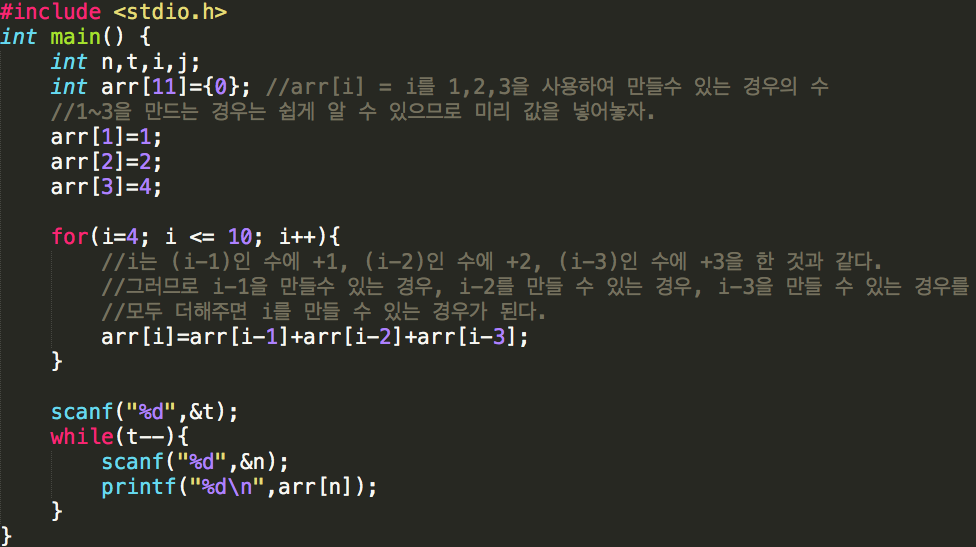 #include <stdio.h>
int main() {
    int n,t,i,j;
    int arr[11]={0}; //arr[i] = i를 1,2,3을 사용하여 만들수 있는 경우의 수
    //1~3을 만드는 경우는 쉽게 알 수 있으므로 미리 값을 넣어놓자.
    arr[1]=1;
    arr[2]=2;
    arr[3]=4;
    for(i=4; i <= 10; i++){
        //i는 (i-1)인 수에 +1, (i-2)인 수에 +2, (i-3)인 수에 +3을 한 것과 같다.
        //그러므로 i-1을 만들수 있는 경우, i-2를 만들 수 있는 경우, i-3을 만들 수 있는 경우를
        //모두 더해주면 i를 만들 수 있는 경우가 된다.
        arr[i]=arr[i-1]+arr[i-2]+arr[i-3];
    }
    scanf("%d",&t);
    while(t--){
        scanf("%d",&n);
        printf("%d\n",arr[n]);
    }
}